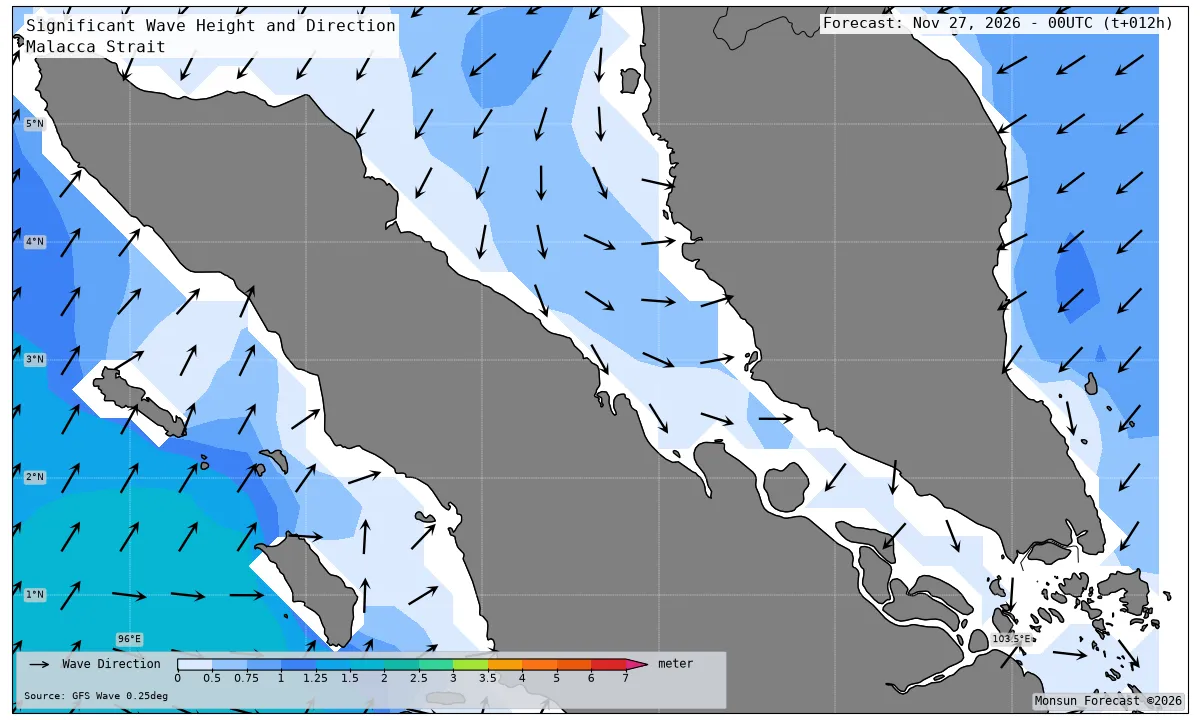 Significant Wave Height and Direction
Malacca Strait
Forecast: Nov 27, 2026 - 00UTC (t+012h)
5°N
4°N
3°N
2°N
1°N
96°E
103.5°E
Wave Direction
meter
0 0.5 0.75 1 1.25 1.5 2 2.5 3 3.5 4 5 6 7
Source: GFS Wave 0.25deg
Monsun Forecast ©2026